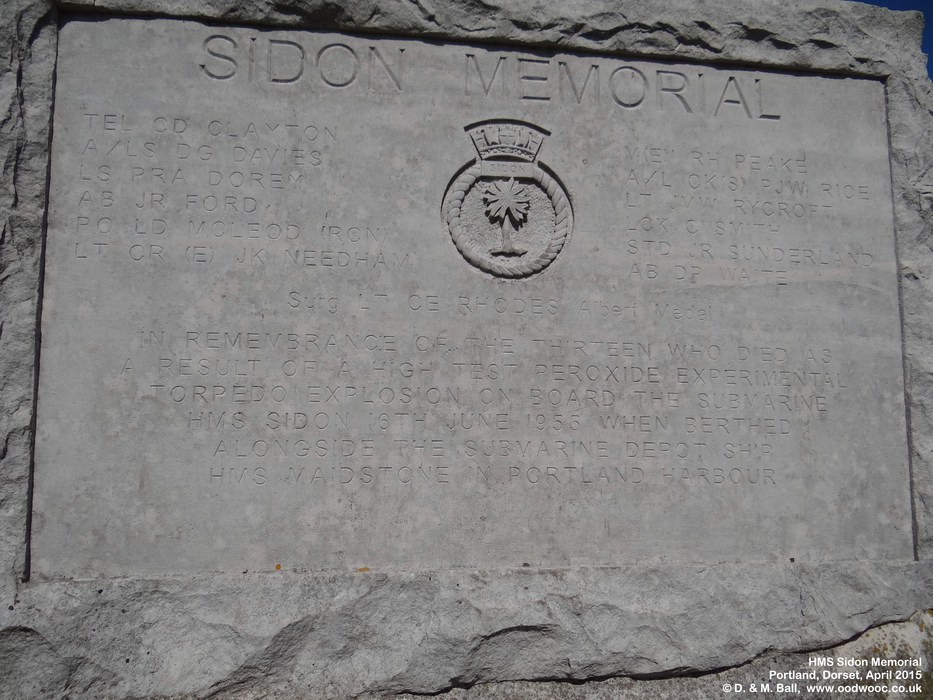 SIDON MEMORIAL
TEL CD CLAYTON
A/LS DG DAVIES
LS PRA DOREM
AB JR FORD
PO LD MCLEOD (RCN)
LT CR (E) JK NEEDHAM
RH PEAKE
A/L CK(S) PJW RICE
LT MW RYCROFT
C SMITH
STD JR SUNDERLAND
AB DP WAITE
Surg LT CE RHODES Albert Medal
IN REMEMBRANCE OF THE THIRTEEN WHO DIED AS
A RESULT OF A HIGH TEST PEROXIDE EXPERIMENTAL
TORPEDO EXPLOSION ON BOARD THE SUBMARINE
HMS SIDON 16TH JUNE 1955 WHEN BERTHED
ALONGSIDE THE SUBMARINE DEPOT SHIP
HMS MAIDSTONE IN PORTLAND HARBOUR
HMS Sidon Memorial
Portland, Dorset, April 2015
© D. & M. Ball, www.oodwooc.co.uk